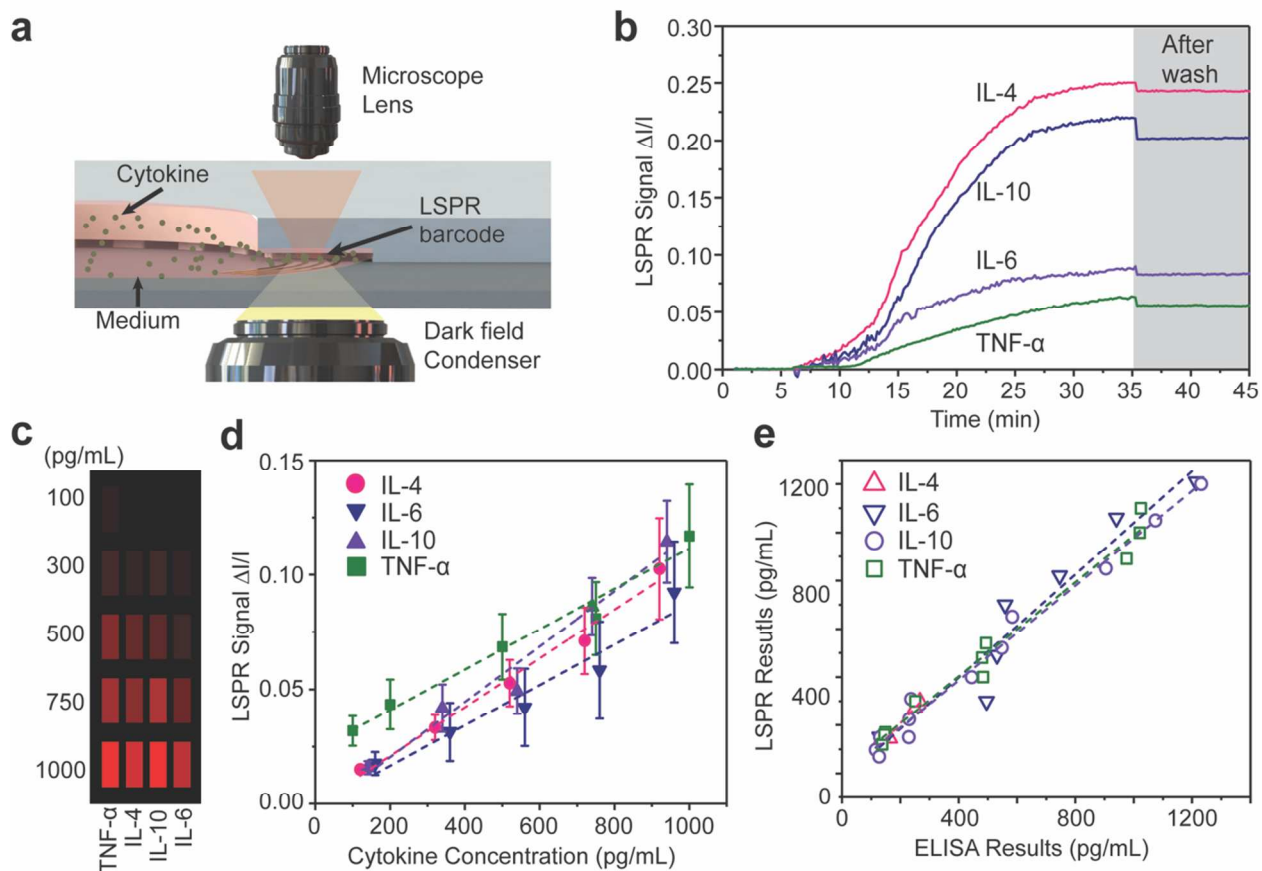 a
Microscope
Lens
Cytokine
LSPR
barcode
Medium
Dark field
Condenser
b
0.30
0.25
0.20
0.15
0.10
0.05
0.00
LSPR Signal ΔI/I
After
wash
IL-4
IL-10
IL-6
TNF-α
0 5 10 15 20 25 30 35 40 45
Time (min)
c
(pg/mL)
100
300
500
750
1000
TNF-α
IL-4
IL-10
IL-6
d
0.15
0.10
0.05
0.00
LSPR Signal ΔI/I
IL-4
IL-6
IL-10
TNF-α
0 200 400 600 800 1000
Cytokine Concentration (pg/mL)
e
1200
800
400
0
LSPR Resutls (pg/mL)
IL-4
IL-6
IL-10
TNF-α
0 400 800 1200
ELISA Results (pg/mL)